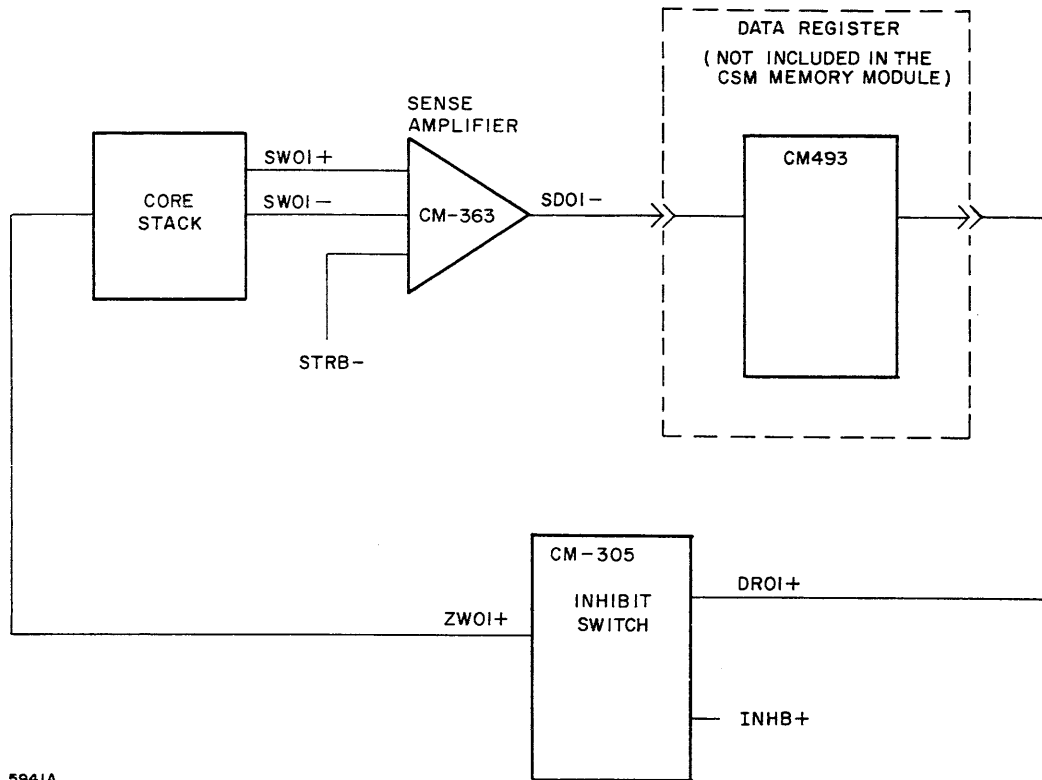 DATA REGISTER
(NOT INCLUDED IN THE
CSM MEMORY MODULE)
SENSE
AMPLIFIER
CM493
SW01+
CORE
STACK
SW01-
CM-363
SD01-
STRB-
CM-305
DR01+
INHIBIT
SWITCH
ZW01+
INHB+
5941A